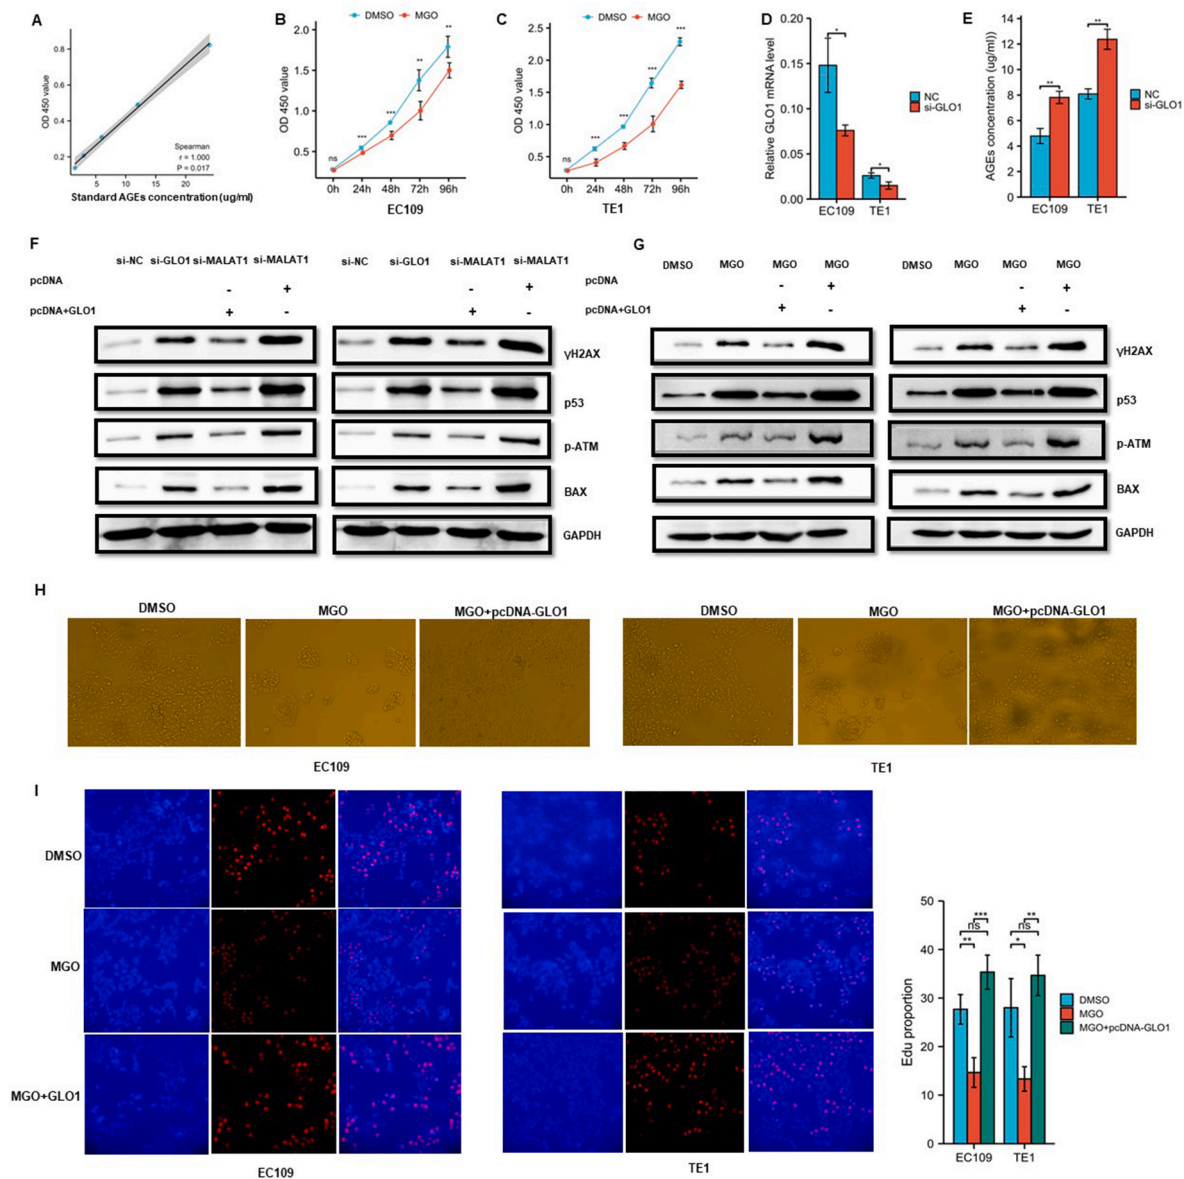 A
OD 450 value
0.8
0.6
0.4
0.2
5
10
15
20
Spearman
r = 1.000
P = 0.017
Standard AGEs concentration (ug/ml)
B
DMSO MGO
OD 450 value
2.0
1.5
1.0
0.5
ns
***
***
**
**
0h 24h 48h 72h 96h
EC109
C
DMSO MGO
OD 450 value
2.5
2.0
1.5
1.0
0.5
ns
***
***
***
***
0h 24h 48h 72h 96h
TE1
D
Relative GLO1 mRNA level
0.20
0.15
0.10
0.05
0.00
*
*
EC109 TE1
NC
si-GLO1
E
AGEs concentration (ug/ml))
14
12
10
8
6
4
2
0
**
**
EC109 TE1
NC
si-GLO1
F
si-NC si-GLO1 si-MALAT1 si-MALAT1 si-NC si-GLO1 si-MALAT1 si-MALAT1
pcDNA - + - +
pcDNA+GLO1 + - + -
γH2AX
p53
p-ATM
BAX
GAPDH
G
DMSO MGO MGO MGO DMSO MGO MGO MGO
pcDNA - + - +
pcDNA+GLO1 + - + -
γH2AX
p53
p-ATM
BAX
GAPDH
H
DMSO MGO MGO+pcDNA-GLO1 DMSO MGO MGO+pcDNA-GLO1
EC109 TE1
I
DMSO
MGO
MGO+GLO1
EC109 TE1
Edu proportion
50
40
30
20
10
0
*** **
ns ns
** *
EC109 TE1
DMSO
MGO
MGO+pcDNA-GLO1